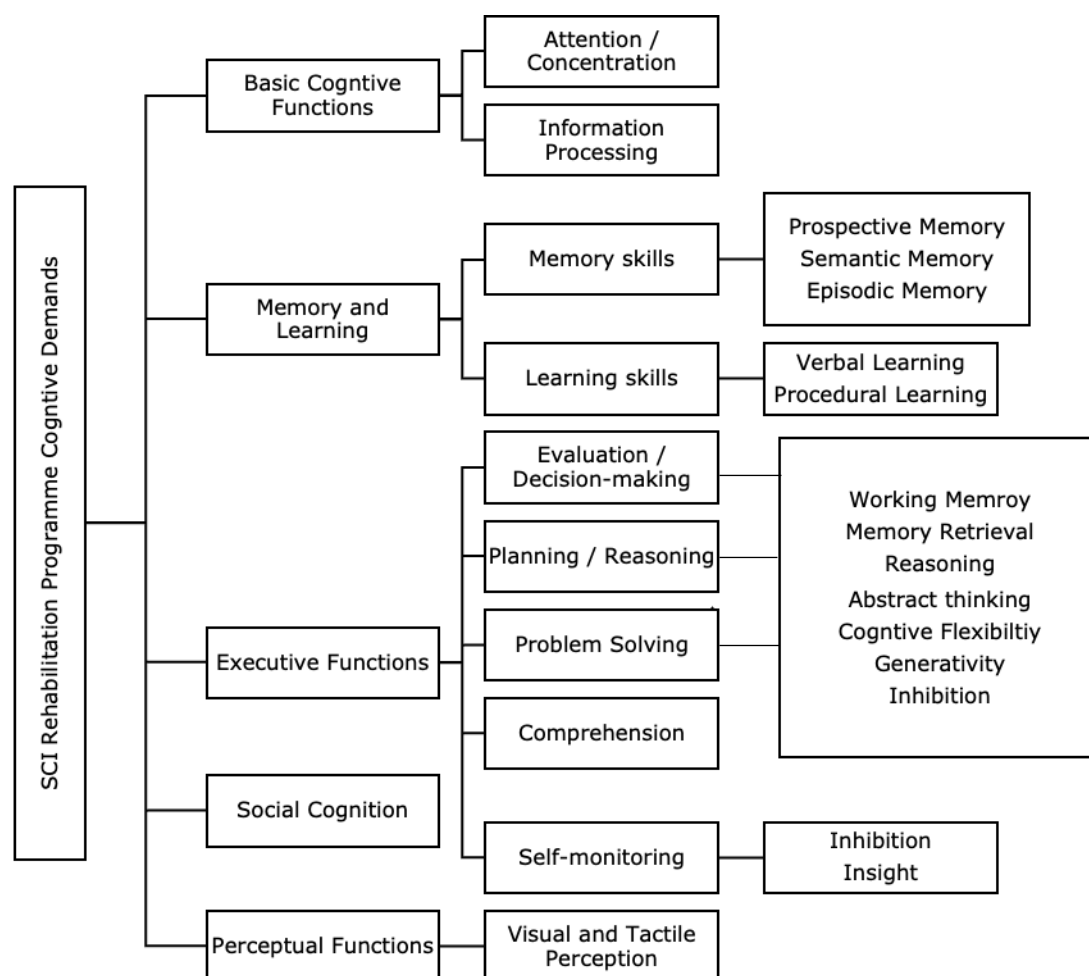 SCI Rehabilitation Programme Cogntive Demands
Basic Cogntive
Functions
Attention /
Concentration
Information
Processing
Memory and
Learning
Memory skills
Prospective Memory
Semantic Memory
Episodic Memory
Learning skills
Verbal Learning
Procedural Learning
Executive Functions
Evaluation /
Decision-making
Planning / Reasoning
Problem Solving
Working Memroy
Memory Retrieval
Reasoning
Abstract thinking
Cogntive Flexibiltiy
Generativity
Inhibition
Comprehension
Self-monitoring
Inhibition
Insight
Social Cognition
Perceptual Functions
Visual and Tactile
Perception